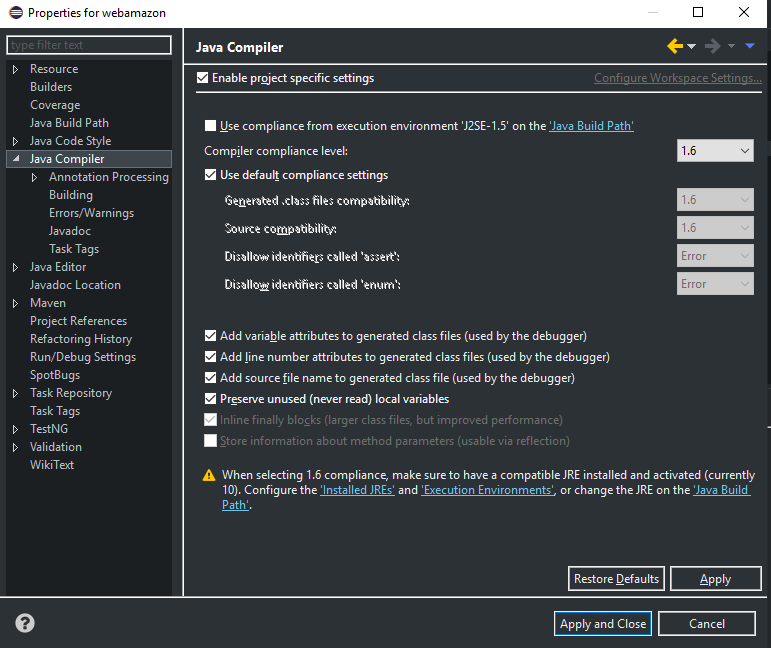 Properties for webamazon
type filter text
Resource
Builders
Coverage
Java Build Path
Java Code Style
Java Compiler
Annotation Processing
Building
Errors/Warnings
Javadoc
Task Tags
Java Editor
Javadoc Location
Maven
Project References
Refactoring History
Run/Debug Settings
SpotBugs
Task Repository
Task Tags
TestNG
Validation
WikiText
Java Compiler
Enable project specific settings
Configure Workspace Settings...
Use compliance from execution environment 'J2SE-1.5' on the 'Java Build Path'
Compiler compliance level: 1.6
Use default compliance settings
Generated .class files compatibility: 1.6
Source compatibility: 1.6
Disallow identifiers called 'assert': Error
Disallow identifiers called 'enum': Error
Add variable attributes to generated class files (used by the debugger)
Add line number attributes to generated class files (used by the debugger)
Add source file name to generated class file (used by the debugger)
Preserve unused (never read) local variables
Inline finally blocks (larger class files, but improved performance)
Store information about method parameters (usable via reflection)
When selecting 1.6 compliance, make sure to have a compatible JRE installed and activated (currently
10). Configure the 'Installed JREs' and 'Execution Environments', or change the JRE on the 'Java Build
Path'.
Restore Defaults
Apply
?
Apply and Close
Cancel